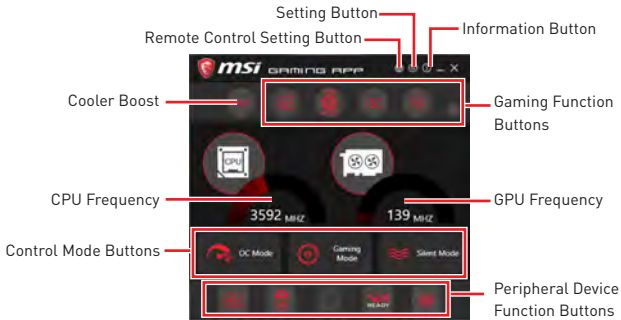 Setting Button
Remote Control Setting Button
Information Button
msi GAMING APP
Cooler Boost
Gaming Function
Buttons
CPU
CPU Frequency
GPU Frequency
3592 MHZ
139 MHZ
Control Mode Buttons
OC Mode
Gaming
Mode
Silent Mode
READY
Peripheral Device
Function Buttons